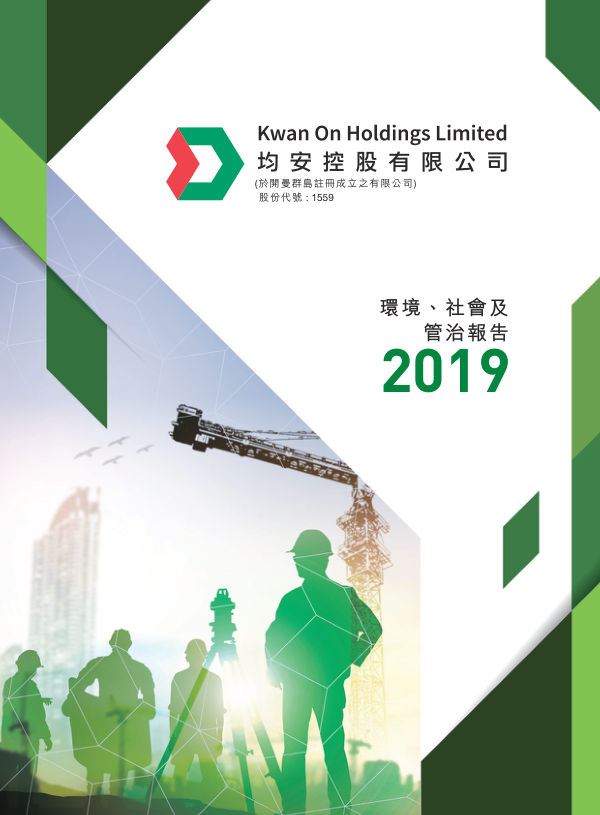 Kwan On Holdings Limited
均安控股有限公司
(於開曼群島註冊成立之有限公司)
股份代號 : 1559
環境、社會及
管治報告
2019